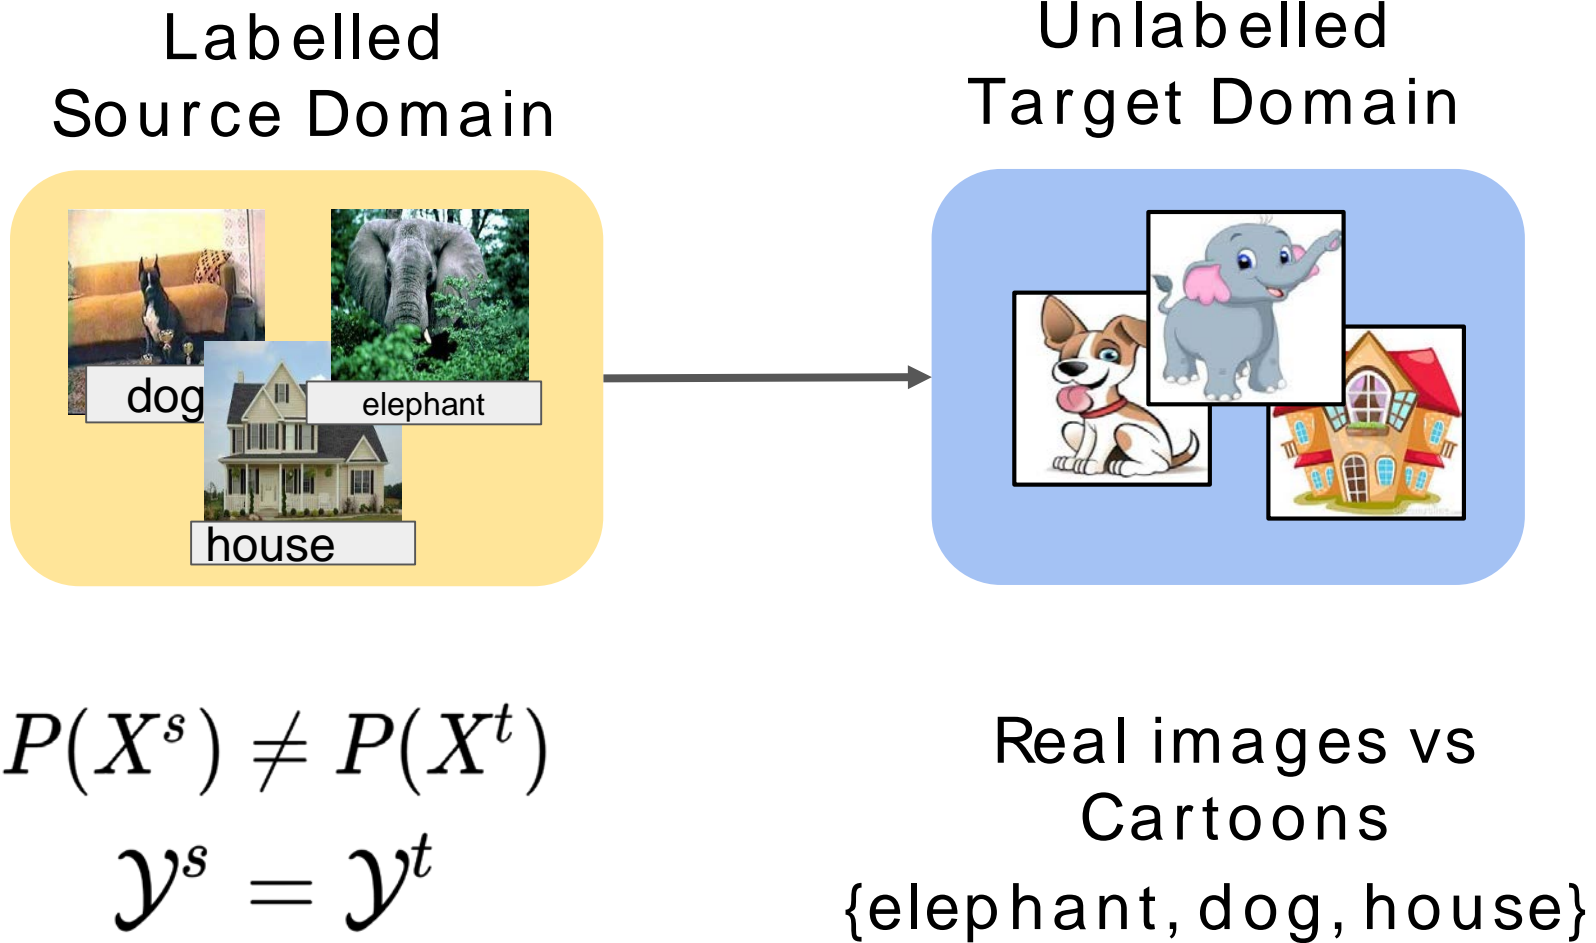 Labelled
Source Domain
Unlabelled
Target Domain
dog
elephant
house
P(X^s) ≠ P(X^t)
𝒴^s = 𝒴^t
Real images vs
Cartoons
{elephant, dog, house}